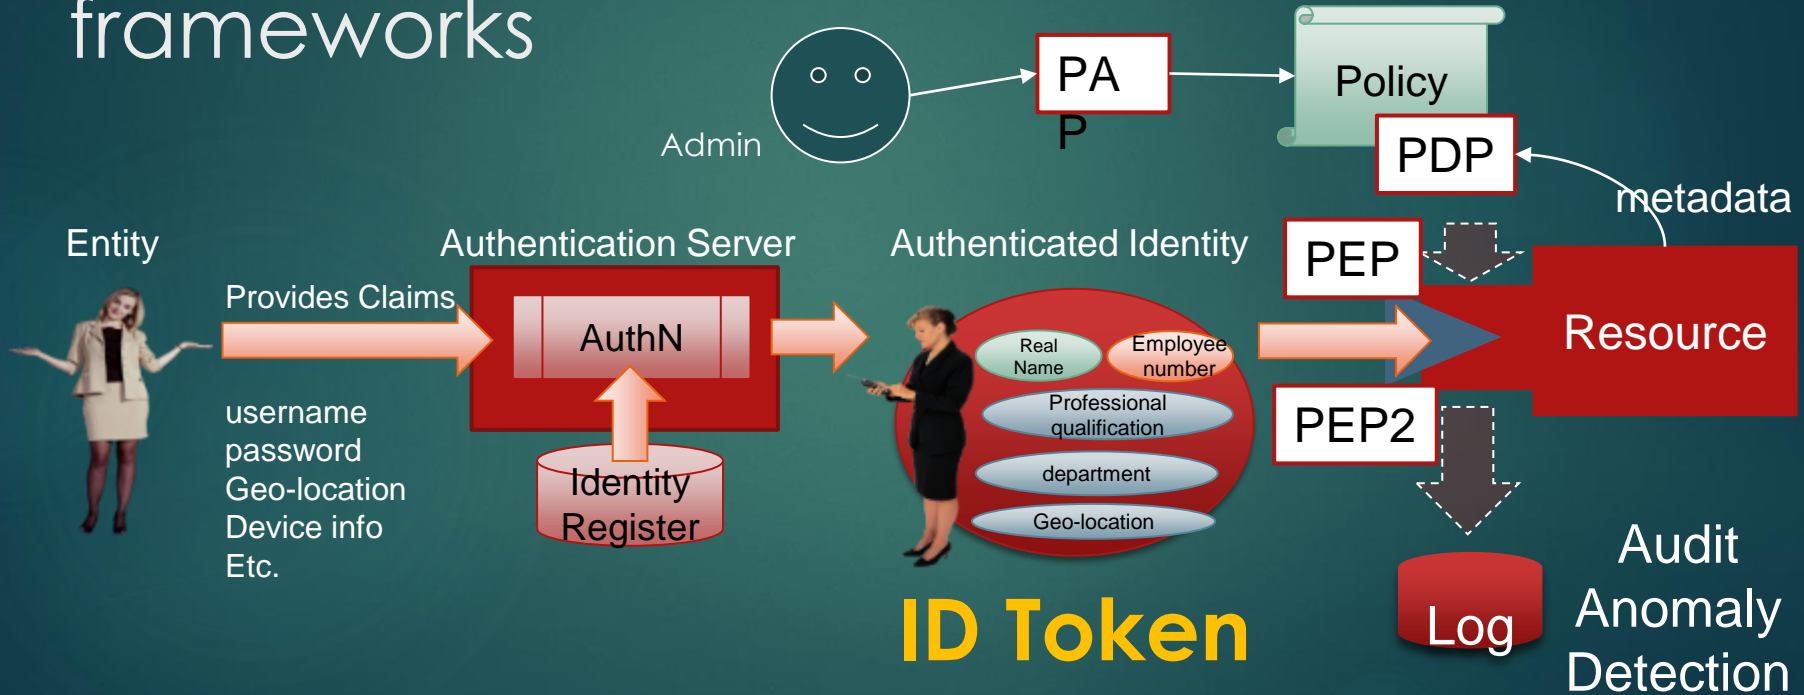 frameworks
Admin
PA
P
Policy
PDP
metadata
Entity
Authentication Server
Authenticated Identity
PEP
Provides Claims
AuthN
Real
Name
Employee
number
Resource
username
password
Geo-location
Device info
Etc.
Identity
Register
Professional
qualification
department
Geo-location
PEP2
ID Token
Log
Audit
Anomaly
Detection